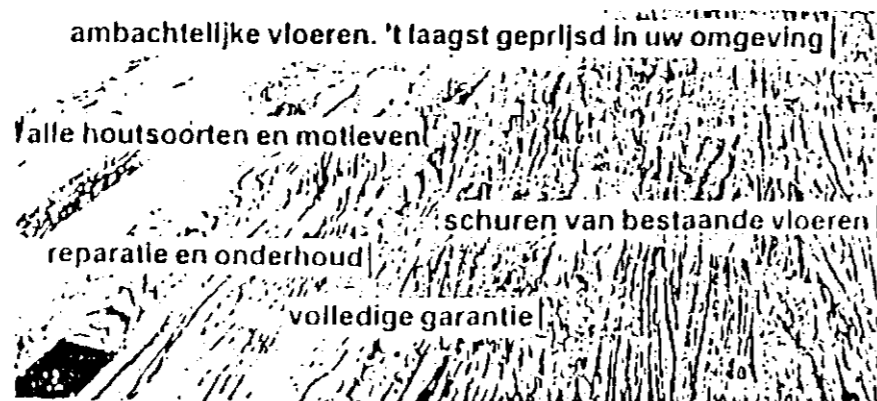 ambachtelijke vloeren. 't laagst geprijsd in uw omgeving
alle houtsoorten en motieven
schuren van bestaande vloeren
reparatie en onderhoud
volledige garantie